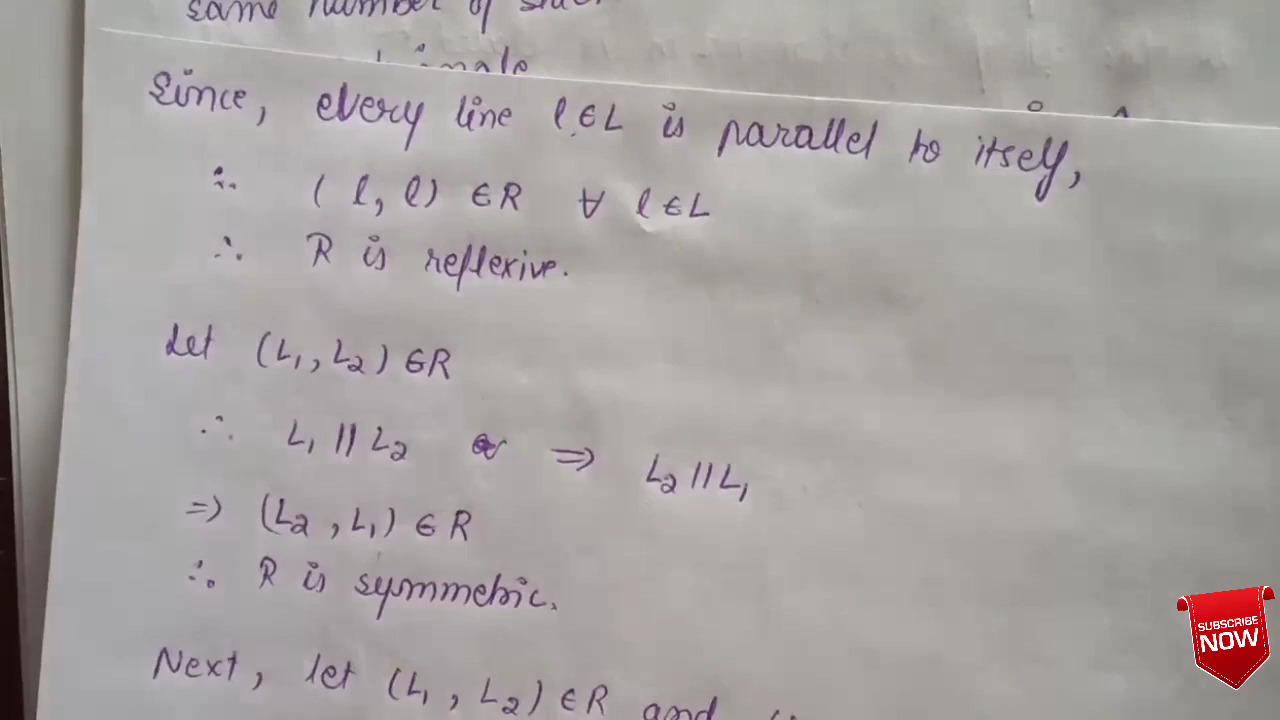 same number of
Since, every line l ∈ L is parallel to itself,
∴ (l, l) ∈ R ∀ l ∈ L
∴ R is reflexive.
Let (L₁, L₂) ∈ R
∴ L₁ || L₂ ⇒ L₂ || L₁
⇒ (L₂, L₁) ∈ R
∴ R is symmetric.
Next, let (L₁, L₂) ∈ R and
SUBSCRIBE
NOW